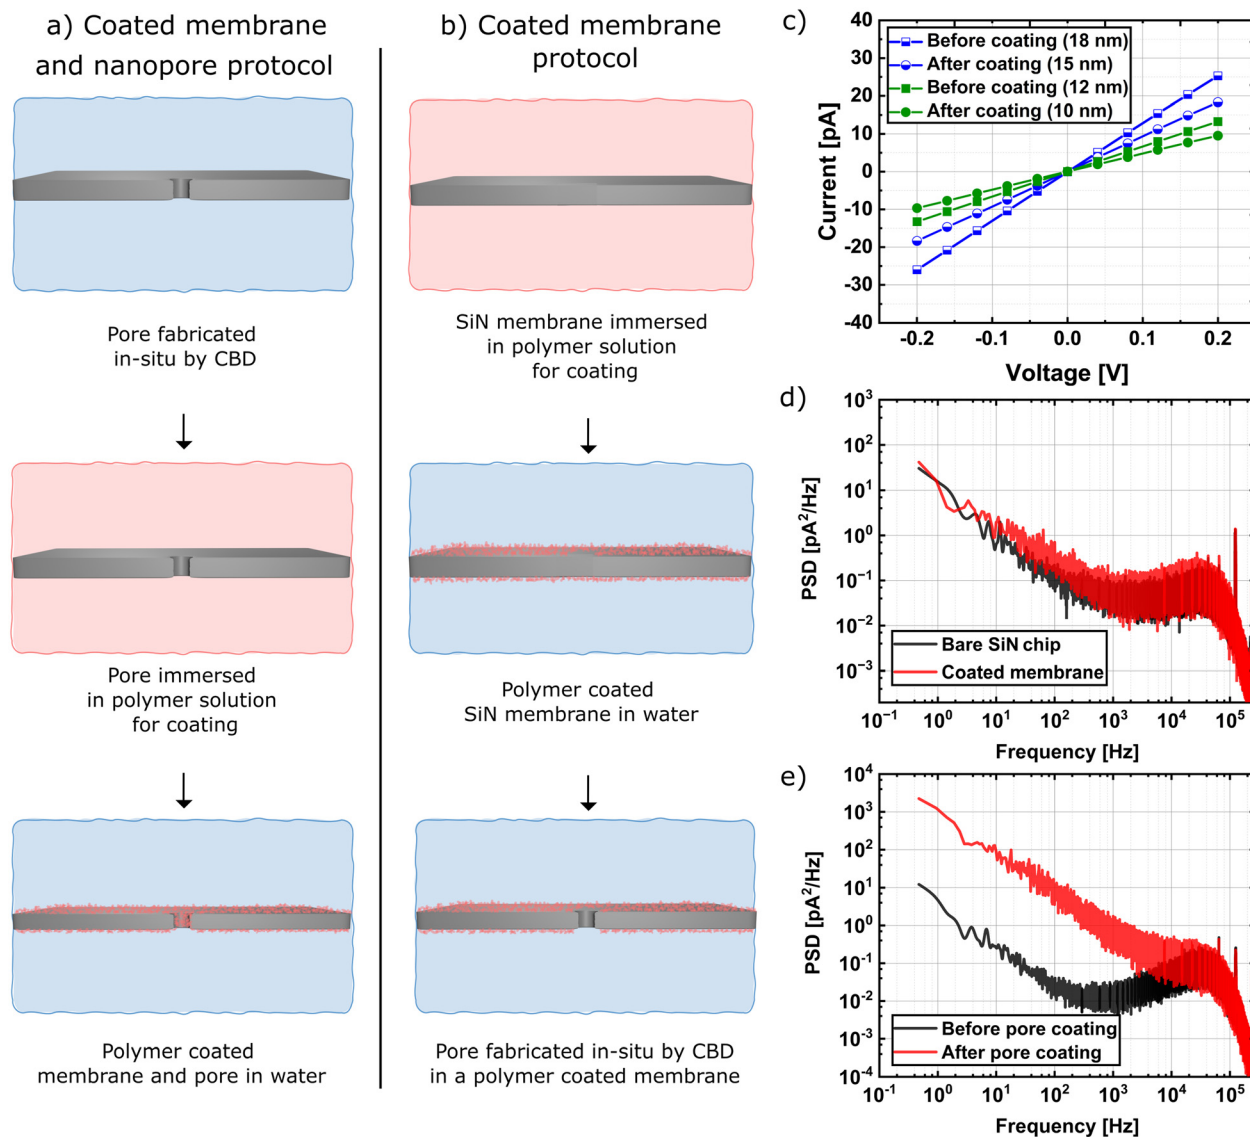 a) Coated membrane
and nanopore protocol
Pore fabricated
in-situ by CBD
Pore immersed
in polymer solution
for coating
Polymer coated
membrane and pore in water
b) Coated membrane
protocol
SiN membrane immersed
in polymer solution
for coating
Polymer coated
SiN membrane in water
Pore fabricated in-situ by CBD
in a polymer coated membrane
c)
Current [pA]
40
30
20
10
0
-10
-20
-30
-40
Before coating (18 nm)
After coating (15 nm)
Before coating (12 nm)
After coating (10 nm)
-0.2 -0.1 0.0 0.1 0.2
Voltage [V]
d)
PSD [pA²/Hz]
10³
10²
10¹
10⁰
10⁻¹
10⁻²
10⁻³
Bare SiN chip
Coated membrane
10⁻¹ 10⁰ 10¹ 10² 10³ 10⁴ 10⁵
Frequency [Hz]
e)
PSD [pA²/Hz]
10⁴
10³
10²
10¹
10⁰
10⁻¹
10⁻²
10⁻³
10⁻⁴
Before pore coating
After pore coating
10⁻¹ 10⁰ 10¹ 10² 10³ 10⁴ 10⁵
Frequency [Hz]